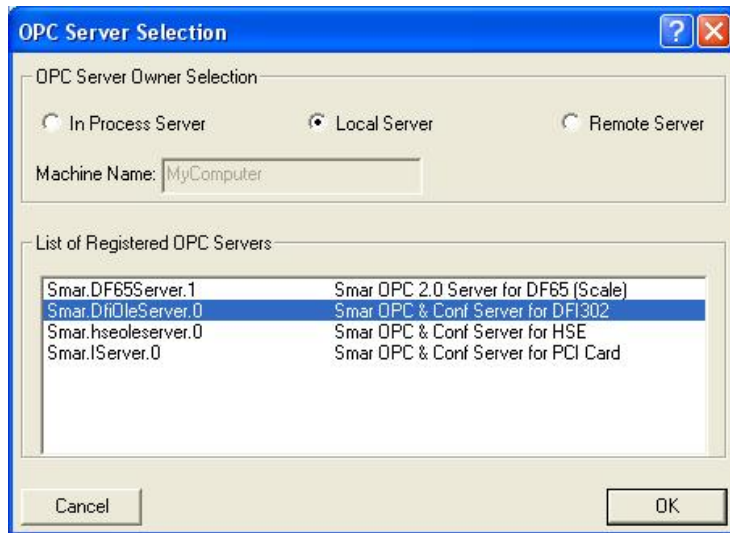 OPC Server Selection
OPC Server Owner Selection
In Process Server Local Server Remote Server
Machine Name: MyComputer
List of Registered OPC Servers
Smar.DF65Server.1 Smar OPC 2.0 Server for DF65 (Scale)
Smar.DfiOleServer.0 Smar OPC & Conf Server for DFI302
Smar.hseoleserver.0 Smar OPC & Conf Server for HSE
Smar.IServer.0 Smar OPC & Conf Server for PCI Card
Cancel OK